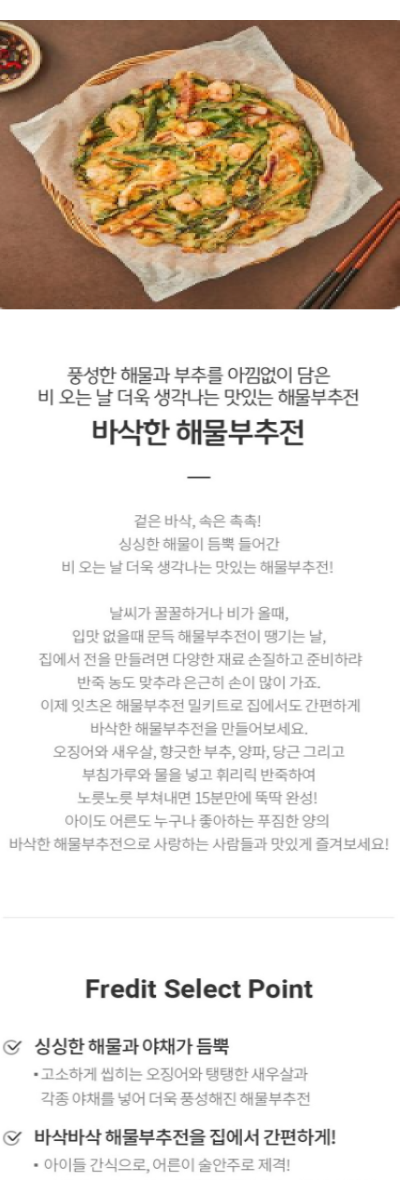 풍성한 해물과 부추를 아낌없이 담은
비 오는 날 더욱 생각나는 맛있는 해물부추전
바삭한 해물부추전
겉은 바삭, 속은 촉촉!
싱싱한 해물이 듬뿍 들어간
비 오는 날 더욱 생각나는 맛있는 해물부추전!
날씨가 꿀꿀하거나 비가 올때,
입맛 없을때 문득 해물부추전이 땡기는 날,
집에서 전을 만들려면 다양한 재료 손질하고 준비하랴
반죽 농도 맞추랴 은근히 손이 많이 가죠.
이제 잇츠온 해물부추전 밀키트로 집에서도 간편하게
바삭한 해물부추전을 만들어보세요.
오징어와 새우살, 향긋한 부추, 양파, 당근 그리고
부침가루와 물을 넣고 휘리릭 반죽하여
노릇노릇 부쳐내면 15분만에 뚝딱 완성!
아이도 어른도 누구나 좋아하는 푸짐한 양의
바삭한 해물부추전으로 사랑하는 사람들과 맛있게 즐겨보세요!
Fredit Select Point
싱싱한 해물과 야채가 듬뿍
▪ 고소하게 씹히는 오징어와 탱탱한 새우살과
각종 야채를 넣어 더욱 풍성해진 해물부추전
바삭바삭 해물부추전을 집에서 간편하게!
▪ 아이들 간식으로, 어른이 술안주로 제격!